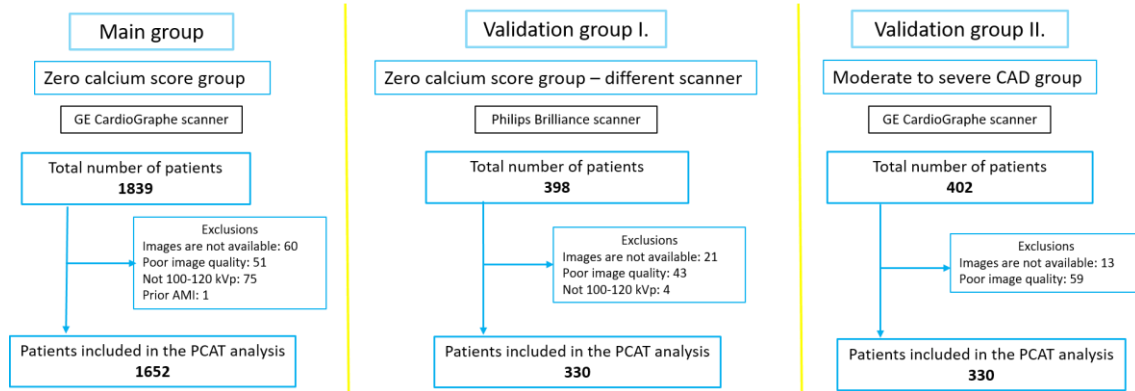 Main group
Zero calcium score group
GE CardioGraphe scanner
Total number of patients
1839
Exclusions
Images are not available: 60
Poor image quality: 51
Not 100-120 kVp: 75
Prior AMI: 1
Patients included in the PCAT analysis
1652
Validation group I.
Zero calcium score group – different scanner
Philips Brilliance scanner
Total number of patients
398
Exclusions
Images are not available: 21
Poor image quality: 43
Not 100-120 kVp: 4
Patients included in the PCAT analysis
330
Validation group II.
Moderate to severe CAD group
GE CardioGraphe scanner
Total number of patients
402
Exclusions
Images are not available: 13
Poor image quality: 59
Patients included in the PCAT analysis
330